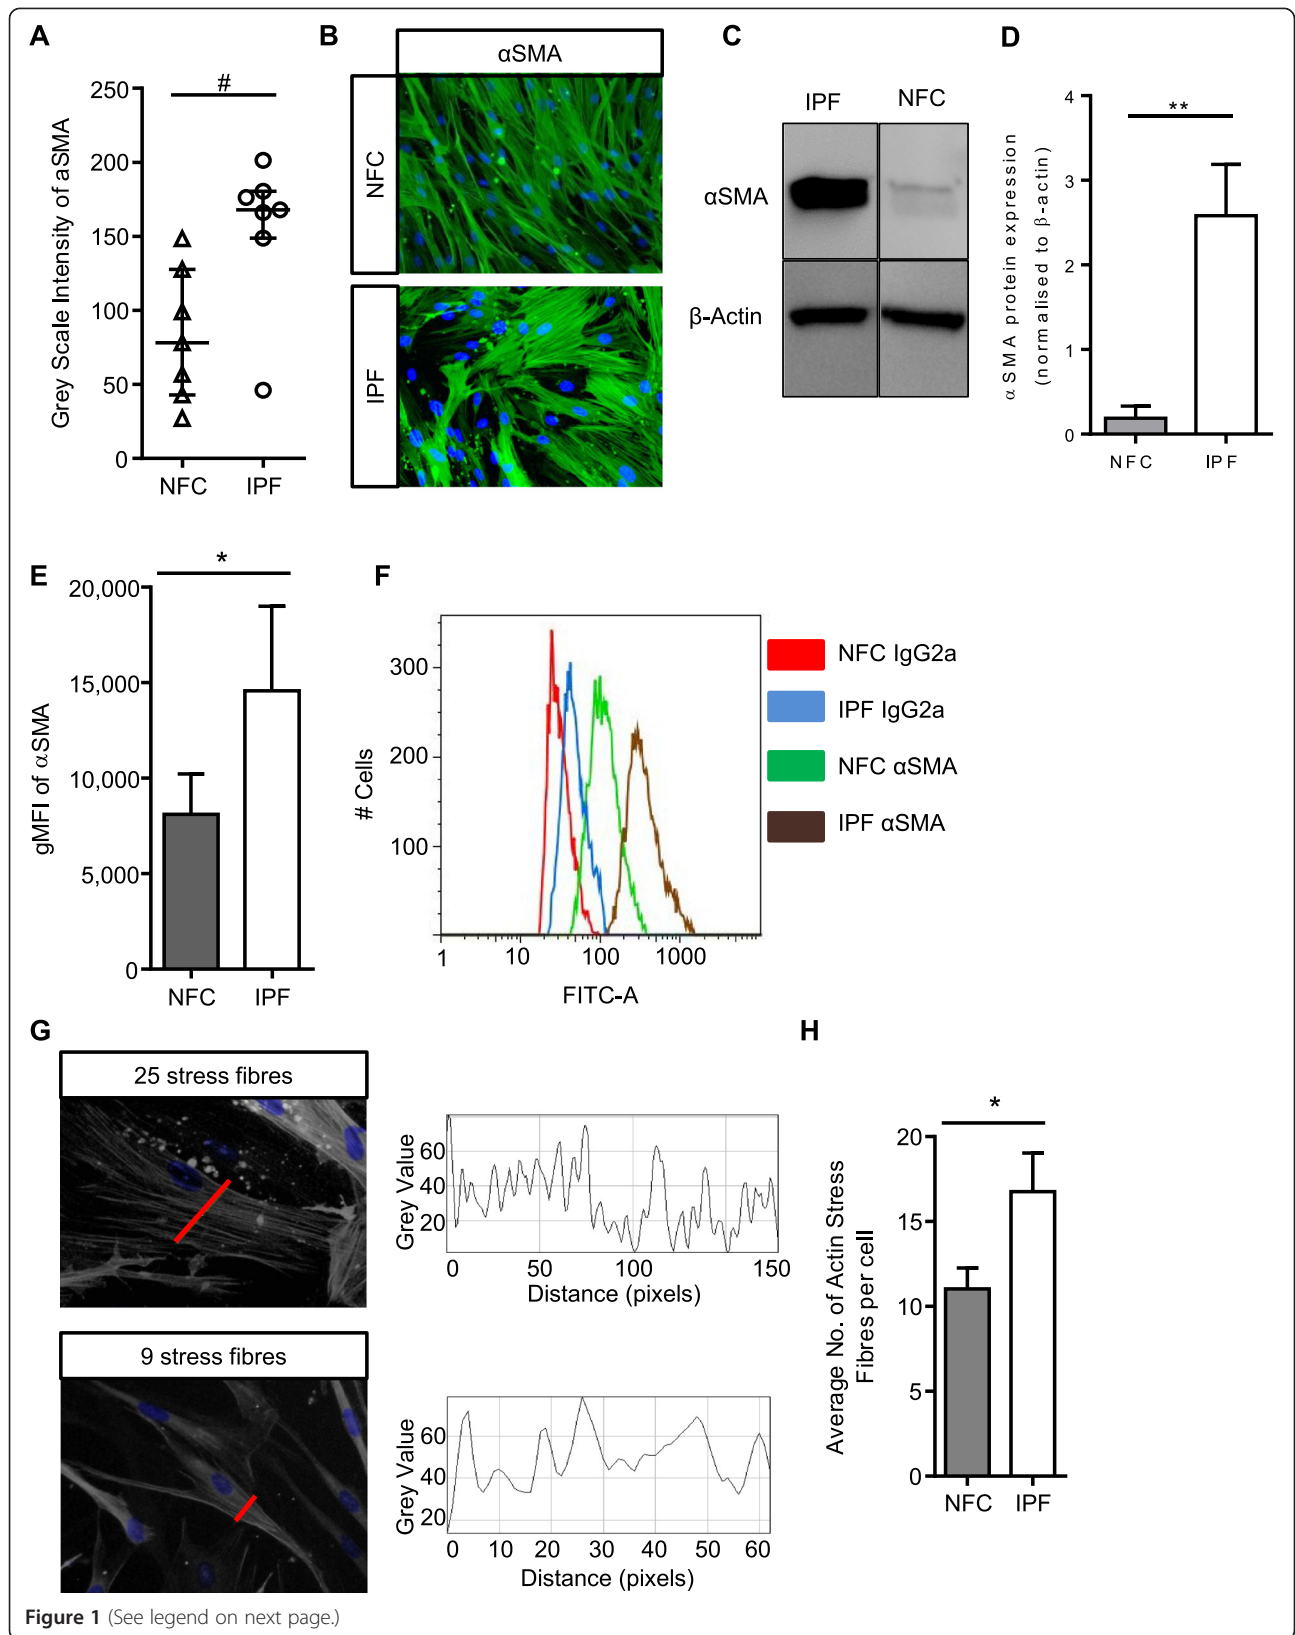 A
#
Grey Scale Intensity of aSMA
250
200
150
100
50
0
NFC
IPF
B
αSMA
NFC
IPF
C
IPF
NFC
αSMA
β-Actin
D
**
αSMA protein expression
(normalised to β-actin)
4
3
2
1
0
NFC
IPF
E
*
gMFI of αSMA
20,000
15,000
10,000
5,000
0
NFC
IPF
F
# Cells
300
200
100
1
10
100
1000
FITC-A
NFC IgG2a
IPF IgG2a
NFC αSMA
IPF αSMA
G
25 stress fibres
Grey Value
60
40
20
0
50
100
150
Distance (pixels)
9 stress fibres
Grey Value
60
40
20
0
10
20
30
40
50
60
Distance (pixels)
H
*
Average No. of Actin Stress
Fibres per cell
20
15
10
5
0
NFC
IPF
Figure 1 (See legend on next page.)